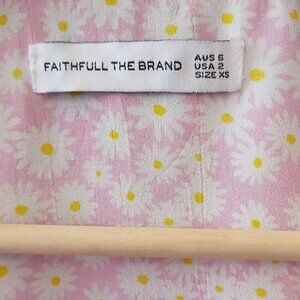 FAITHFULL THE BRAND
AUS 6
USA 2
SIZE XS